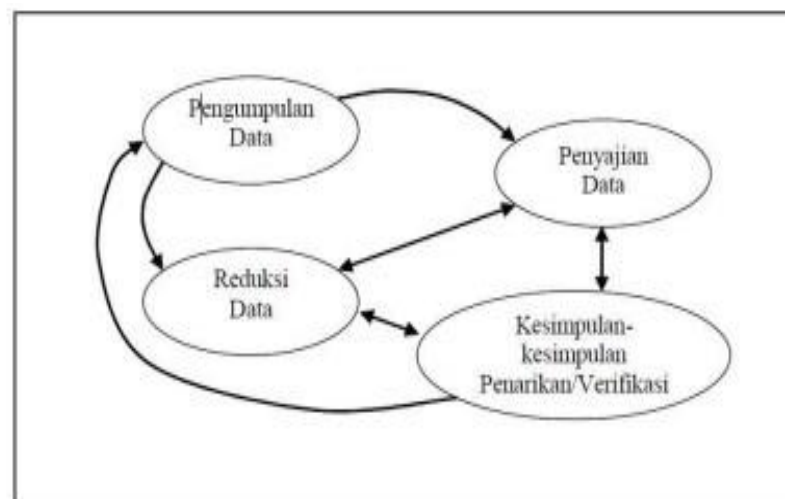 Pengumpulan
Data
Penyajian
Data
Reduksi
Data
Kesimpulan-
kesimpulan
Penarikan/Verifikasi